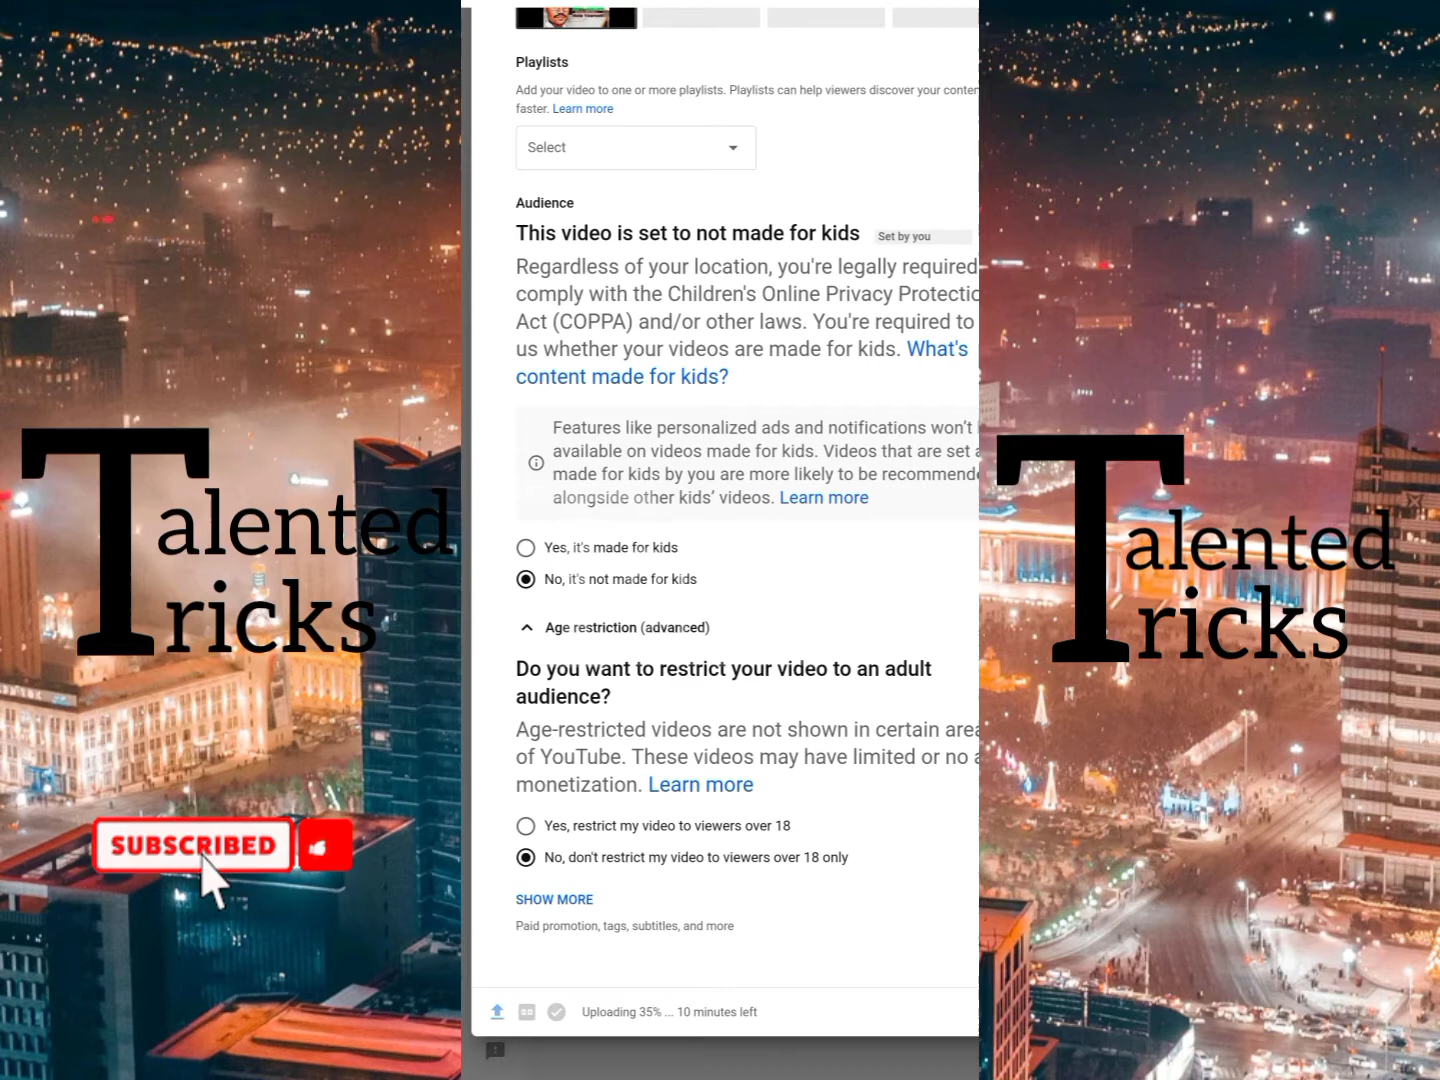 Playlists
Add your video to one or more playlists. Playlists can help viewers discover your conten
faster. Learn more
Select
Audience
This video is set to not made for kids Set by you
Regardless of your location, you're legally required
comply with the Children's Online Privacy Protectio
Act (COPPA) and/or other laws. You're required to
us whether your videos are made for kids. What's
content made for kids?
Features like personalized ads and notifications won't
available on videos made for kids. Videos that are set a
made for kids by you are more likely to be recommende
alongside other kids' videos. Learn more
Yes, it's made for kids
No, it's not made for kids
Age restriction (advanced)
Do you want to restrict your video to an adult
audience?
Age-restricted videos are not shown in certain area
of YouTube. These videos may have limited or no a
monetization. Learn more
Yes, restrict my video to viewers over 18
No, don't restrict my video to viewers over 18 only
SHOW MORE
Paid promotion, tags, subtitles, and more
Uploading 35% ... 10 minutes left
Talented
Tricks
SUBSCRIBED
Talented
Tricks